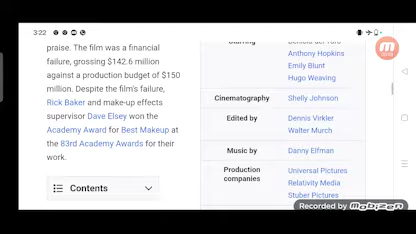 3:22
praise. The film was a financial
failure, grossing $142.6 million
against a production budget of $150
million. Despite the film's failure,
Rick Baker and make-up effects
supervisor Dave Elsey won the
Academy Award for Best Makeup at
the 83rd Academy Awards for their
work.
Contents
Starring
Benicio del Toro
Anthony Hopkins
Emily Blunt
Hugo Weaving
Cinematography Shelly Johnson
Edited by Dennis Virkler
Walter Murch
Music by Danny Elfman
Production Universal Pictures
companies Relativity Media
Stuber Pictures
Recorded by Mobizen